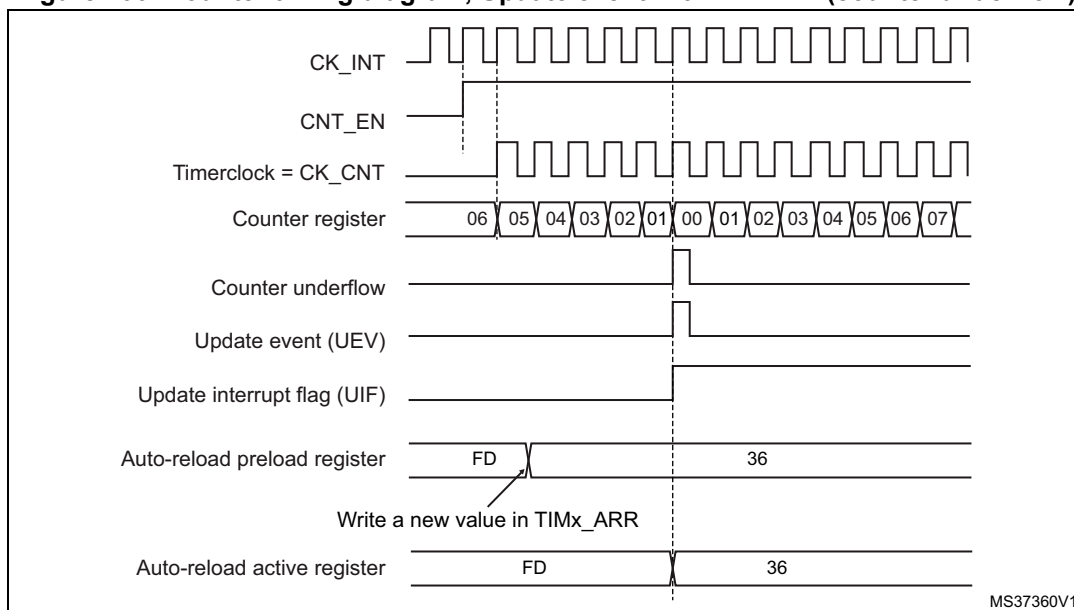 CK_INT
CNT_EN
Timerclock = CK_CNT
Counter register 06 05 04 03 02 01 00 01 02 03 04 05 06 07
Counter underflow
Update event (UEV)
Update interrupt flag (UIF)
Auto-reload preload register FD 36
Write a new value in TIMx_ARR
Auto-reload active register FD 36
MS37360V1